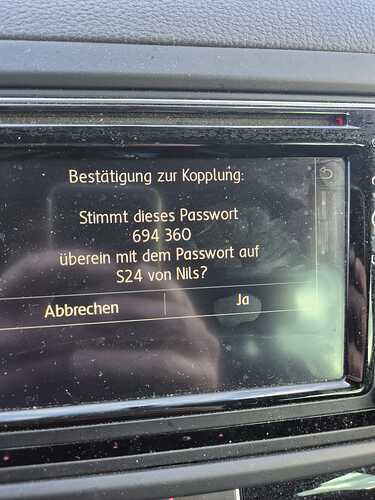 Bestätigung zur Kopplung:
Stimmt dieses Passwort
694 360
überein mit dem Passwort auf
S24 von Nils?
Abbrechen
Ja